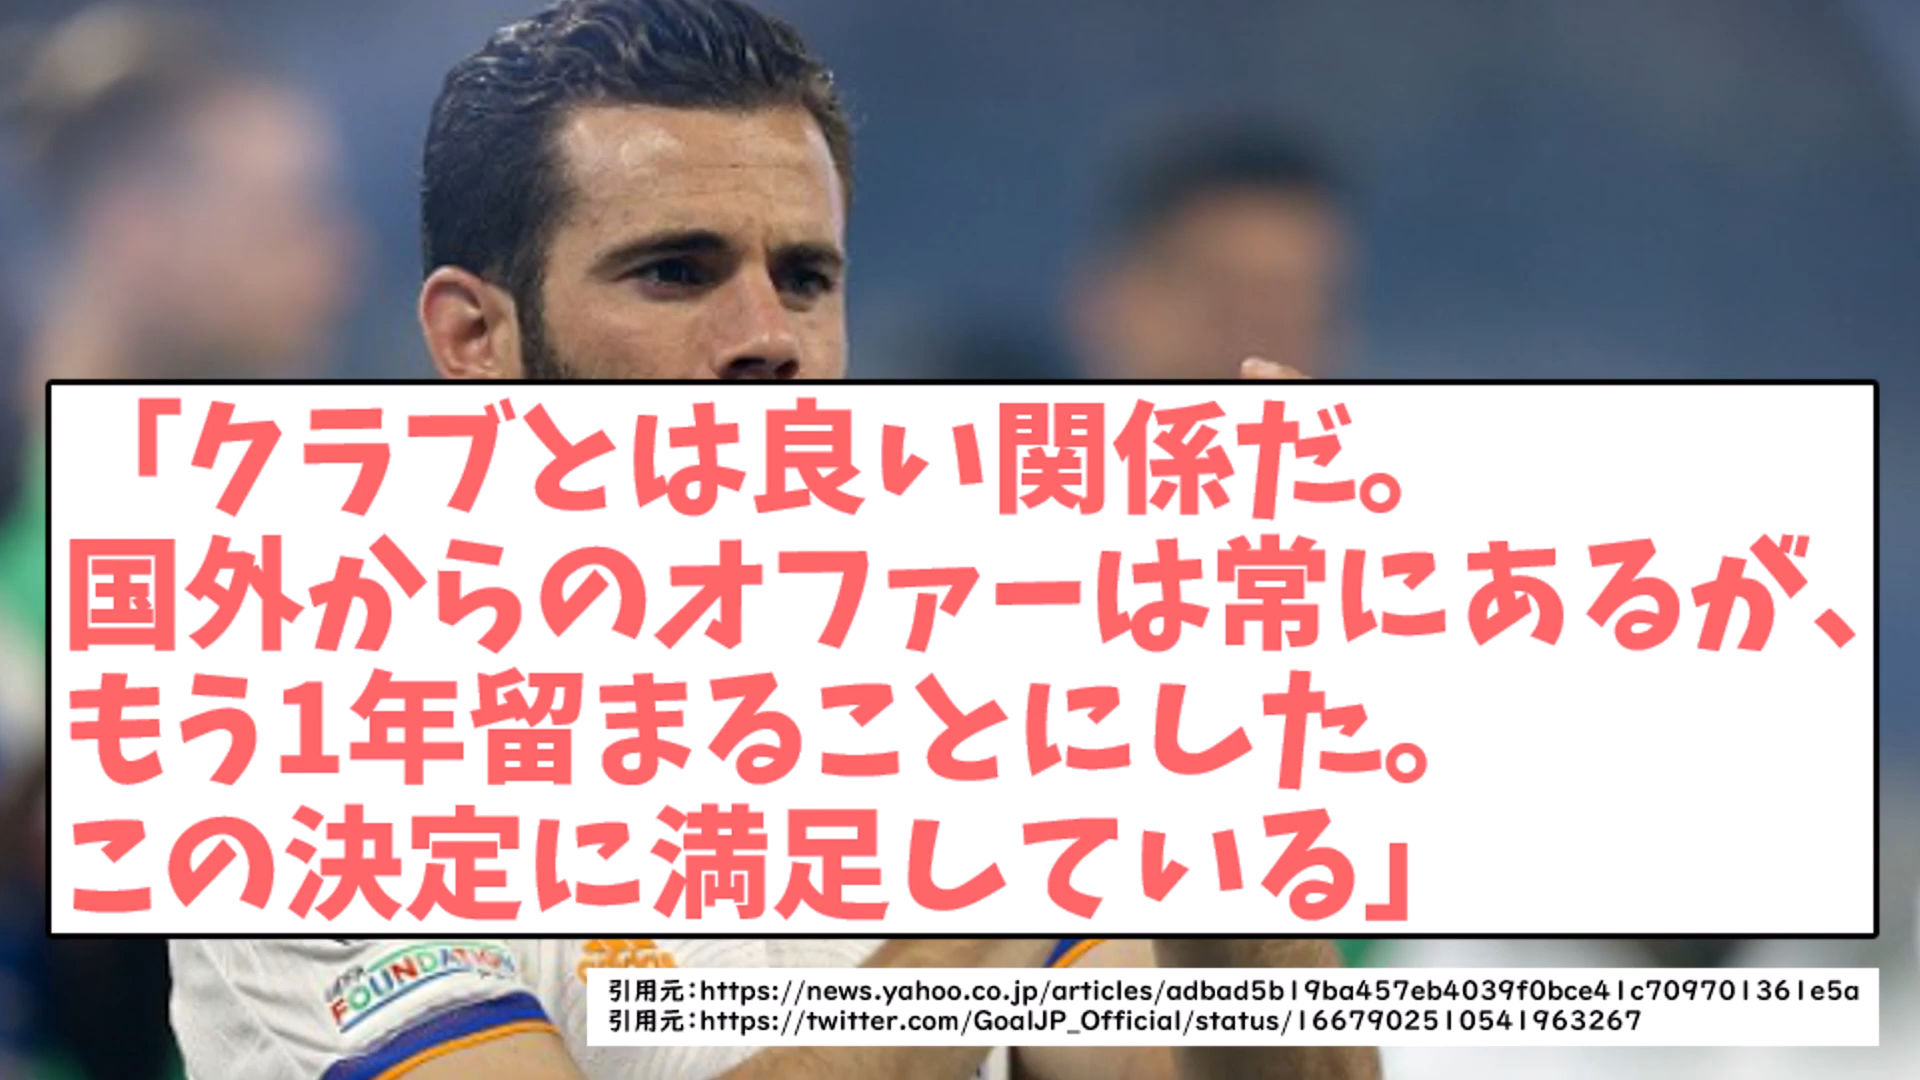 「クラブとは良い関係だ。
国外からのオファーは常にあるが、
もう1年留まることにした。
この決定に満足している」
FOUNDATION
adidas
引用元:https://news.yahoo.co.jp/articles/adbad5b19ba457eb4039f0bce41c709701361e5a
引用元:https://twitter.com/GoalJP_Official/status/1667902510541963267